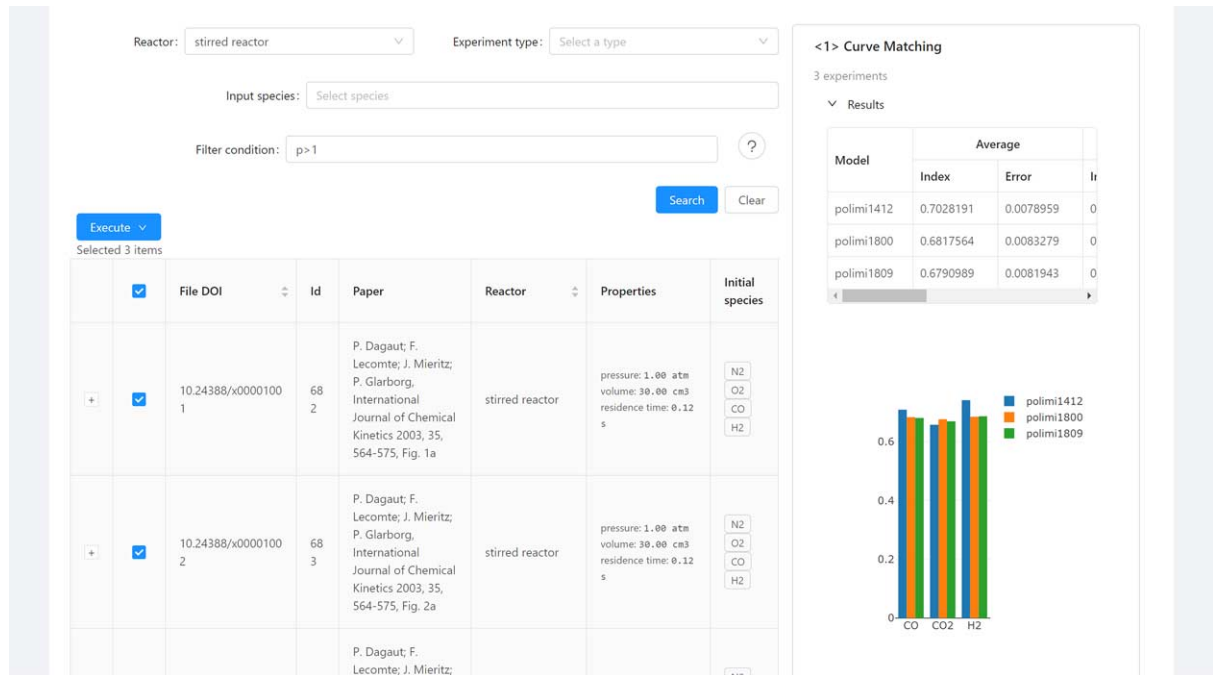 Reactor: stirred reactor
Experiment type: Select a type
Input species: Select species
Filter condition: p>1
?
Search
Clear
Execute
Selected 3 items
File DOI
Id
Paper
Reactor
Properties
Initial
species
+
10.24388/x0000100
1
68
2
P. Dagaut; F.
Lecomte; J. Mieritz;
P. Glarborg,
International
Journal of Chemical
Kinetics 2003, 35,
564-575, Fig. 1a
stirred reactor
pressure: 1.00 atm
volume: 30.00 cm3
residence time: 0.12
s
N2
O2
CO
H2
+
10.24388/x0000100
2
68
3
P. Dagaut; F.
Lecomte; J. Mieritz;
P. Glarborg,
International
Journal of Chemical
Kinetics 2003, 35,
564-575, Fig. 2a
stirred reactor
pressure: 1.00 atm
volume: 30.00 cm3
residence time: 0.12
s
N2
O2
CO
H2
P. Dagaut; F.
Lecomte; J. Mieritz;
<1> Curve Matching
3 experiments
Results
Model
Average
Index
Error
polimi1412 0.7028191 0.0078959 0
polimi1800 0.6817564 0.0083279 0
polimi1809 0.6790989 0.0081943 0
polimi1412
polimi1800
polimi1809
0.6
0.4
0.2
0
CO CO2 H2